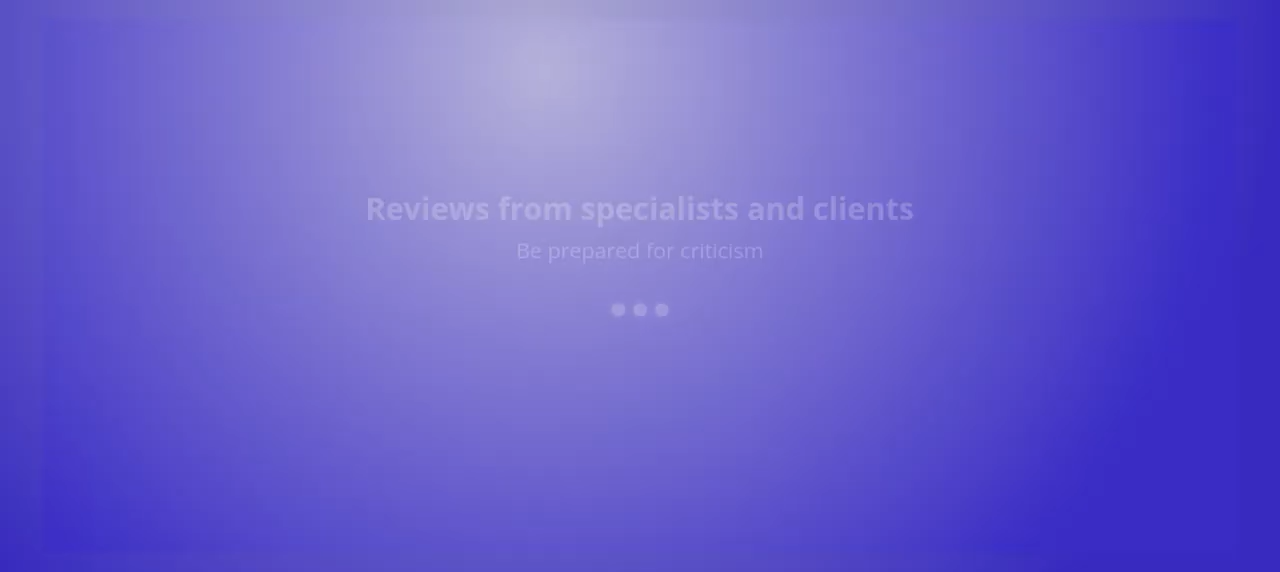 Reviews from specialists and clients
Be prepared for criticism